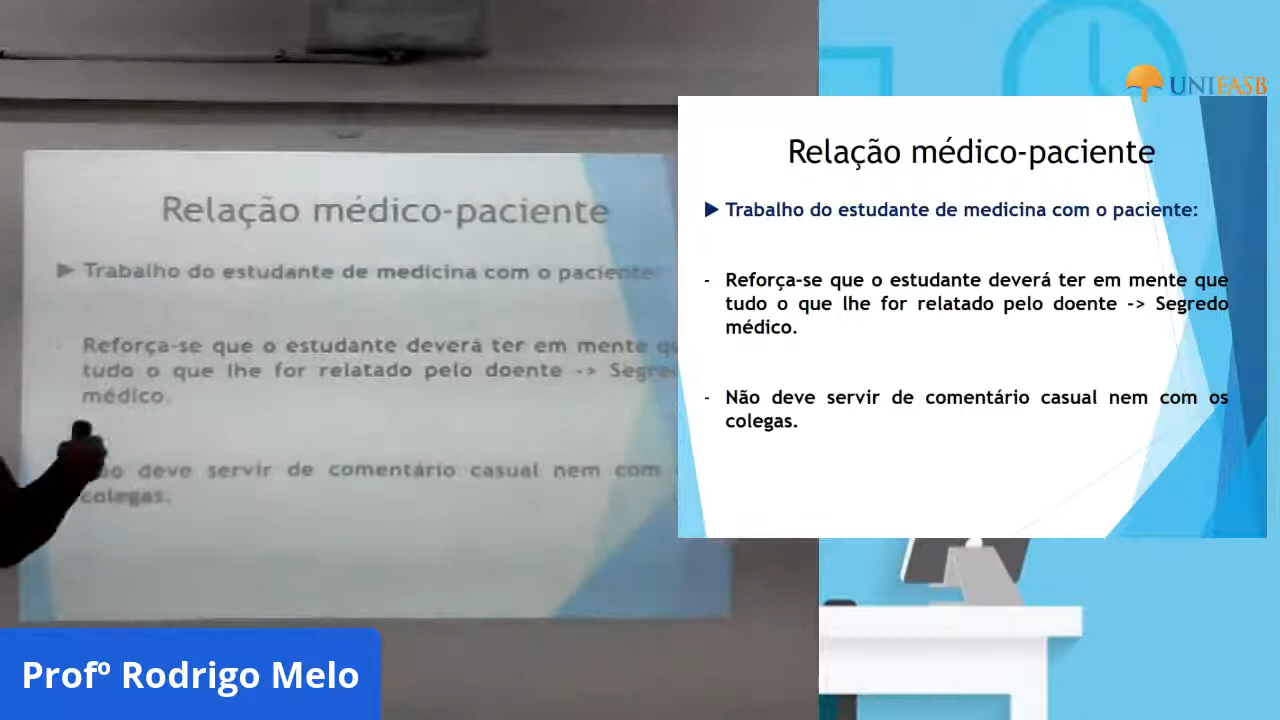 UNIFASB
Relação médico-paciente
Trabalho do estudante de medicina com o paciente:
- Reforça-se que o estudante deverá ter em mente que
tudo o que lhe for relatado pelo doente -> Segredo
médico.
- Não deve servir de comentário casual nem com os
colegas.
Relação médico-paciente
Trabalho do estudante de medicina com o paciente
- Reforça-se que o estudante deverá ter em mente
tudo o que lhe for relatado pelo doente ->
médico.
deve servir de comentário casual nem com
colegas.
Profº Rodrigo Melo